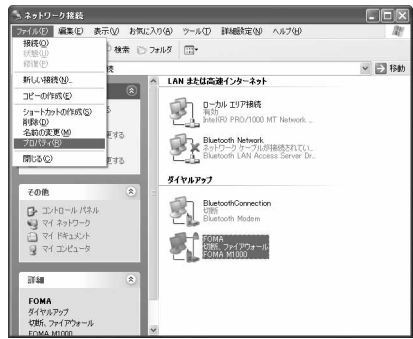 ネットワーク接続
ファイル(F) 編集(E) 表示(V) お気に入り(A) ツール(T) 詳細設定(N) ヘルプ(H)
接続(O)
状態(U)
修復(P)
新しい接続(N)...
コピーの作成(C)
ショートカットの作成(S)
削除(D)
名前の変更(M)
プロパティ(R)
閉じる(C)
検索 フォルダ
続
移動
する
する
その他
コントロール パネル
マイ ネットワーク
マイ ドキュメント
マイ コンピュータ
詳細
FOMA
ダイヤルアップ
切断、ファイアウォール
FOMA M1000
LAN または高速インターネット
ローカル エリア接続
有効
Intel(R) PRO/1000 MT Network ...
Bluetooth Network
ネットワーク ケーブルが接続されてい...
Bluetooth LAN Access Server Dr...
ダイヤルアップ
BluetoothConnection
切断
Bluetooth Modem
FOMA
切断、ファイアウォール
FOMA M1000